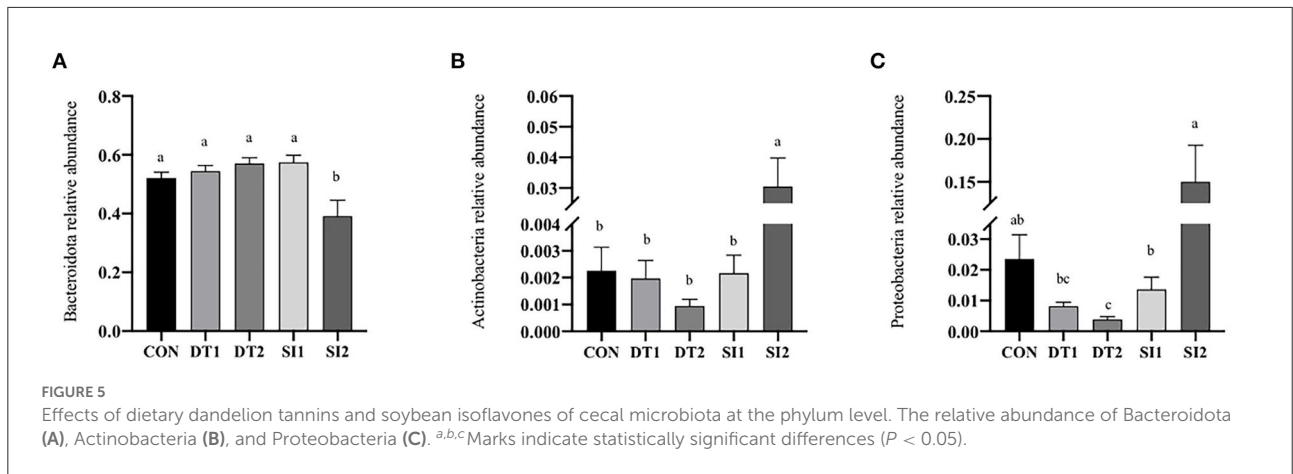 A
Bacteroidota relative abundance
0.8
0.6
0.4
0.2
0.0
a
a
a
a
b
CON DT1 DT2 SI1 SI2
B
Actinobacteria relative abundance
0.06
0.05
0.04
0.03
0.004
0.003
0.002
0.001
0.000
b
b
b
b
a
CON DT1 DT2 SI1 SI2
C
Proteobacteria relative abundance
0.25
0.20
0.15
0.03
0.02
0.01
0.00
ab
bc
c
b
a
CON DT1 DT2 SI1 SI2
FIGURE 5
Effects of dietary dandelion tannins and soybean isoflavones of cecal microbiota at the phylum level. The relative abundance of Bacteroidota
(A), Actinobacteria (B), and Proteobacteria (C). a,b,cMarks indicate statistically significant differences (P < 0.05).